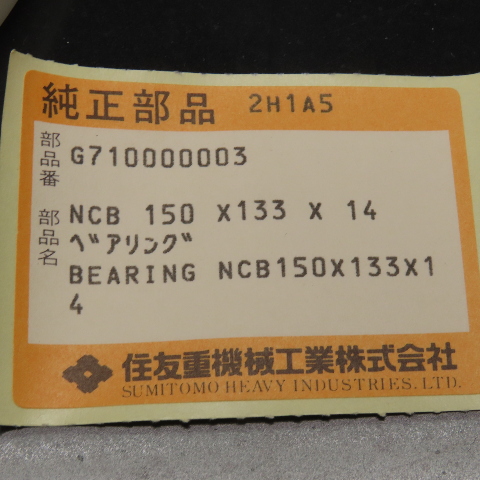 純正部品 2H1A5
部品番 G710000003
部品名 NCB 150 X133 X 14
ﾍﾞｱﾘﾝｸﾞ
BEARING NCB150X133X1
4
住友重機械工業株式会社
SUMITOMO HEAVY INDUSTRIES, LTD.